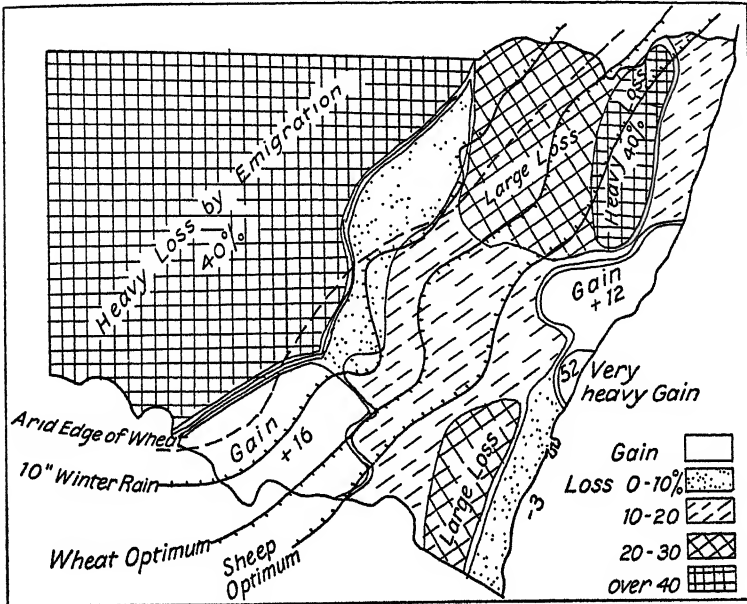 Heavy Loss by Emigration
40%
Large Loss
Heavy Loss
40%
Gain
+12
52
Very
heavy Gain
Arid Edge of Wheat
Gain
+16
10" Winter Rain
Wheat Optimum
Sheep
Optimum
Large Loss
-3
Gain
Loss 0-10%
10-20
20-30
over 40